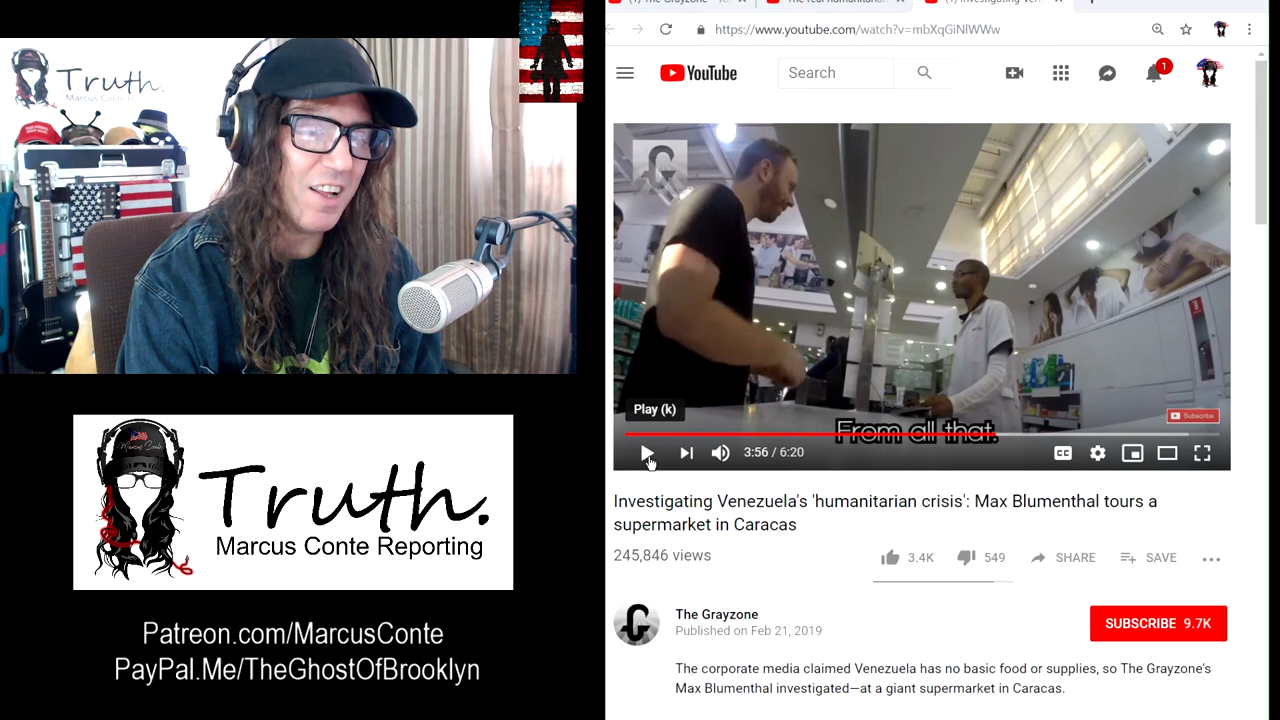 Truth.
Marcus Conte
Truth.
Marcus Conte
Marcus Conte Reporting
Patreon.com/MarcusConte
PayPal.Me/TheGhostOfBrooklyn
https://www.youtube.com/watch?v=mbXqGiNlWWw
YouTube
Search
1
Play (k)
From all that.
Subscribe
3:56 / 6:20
CC
Investigating Venezuela's 'humanitarian crisis': Max Blumenthal tours a
supermarket in Caracas
245,846 views
3.4K
549
SHARE
SAVE
The Grayzone
Published on Feb 21, 2019
SUBSCRIBE 9.7K
The corporate media claimed Venezuela has no basic food or supplies, so The Grayzone's
Max Blumenthal investigated—at a giant supermarket in Caracas.